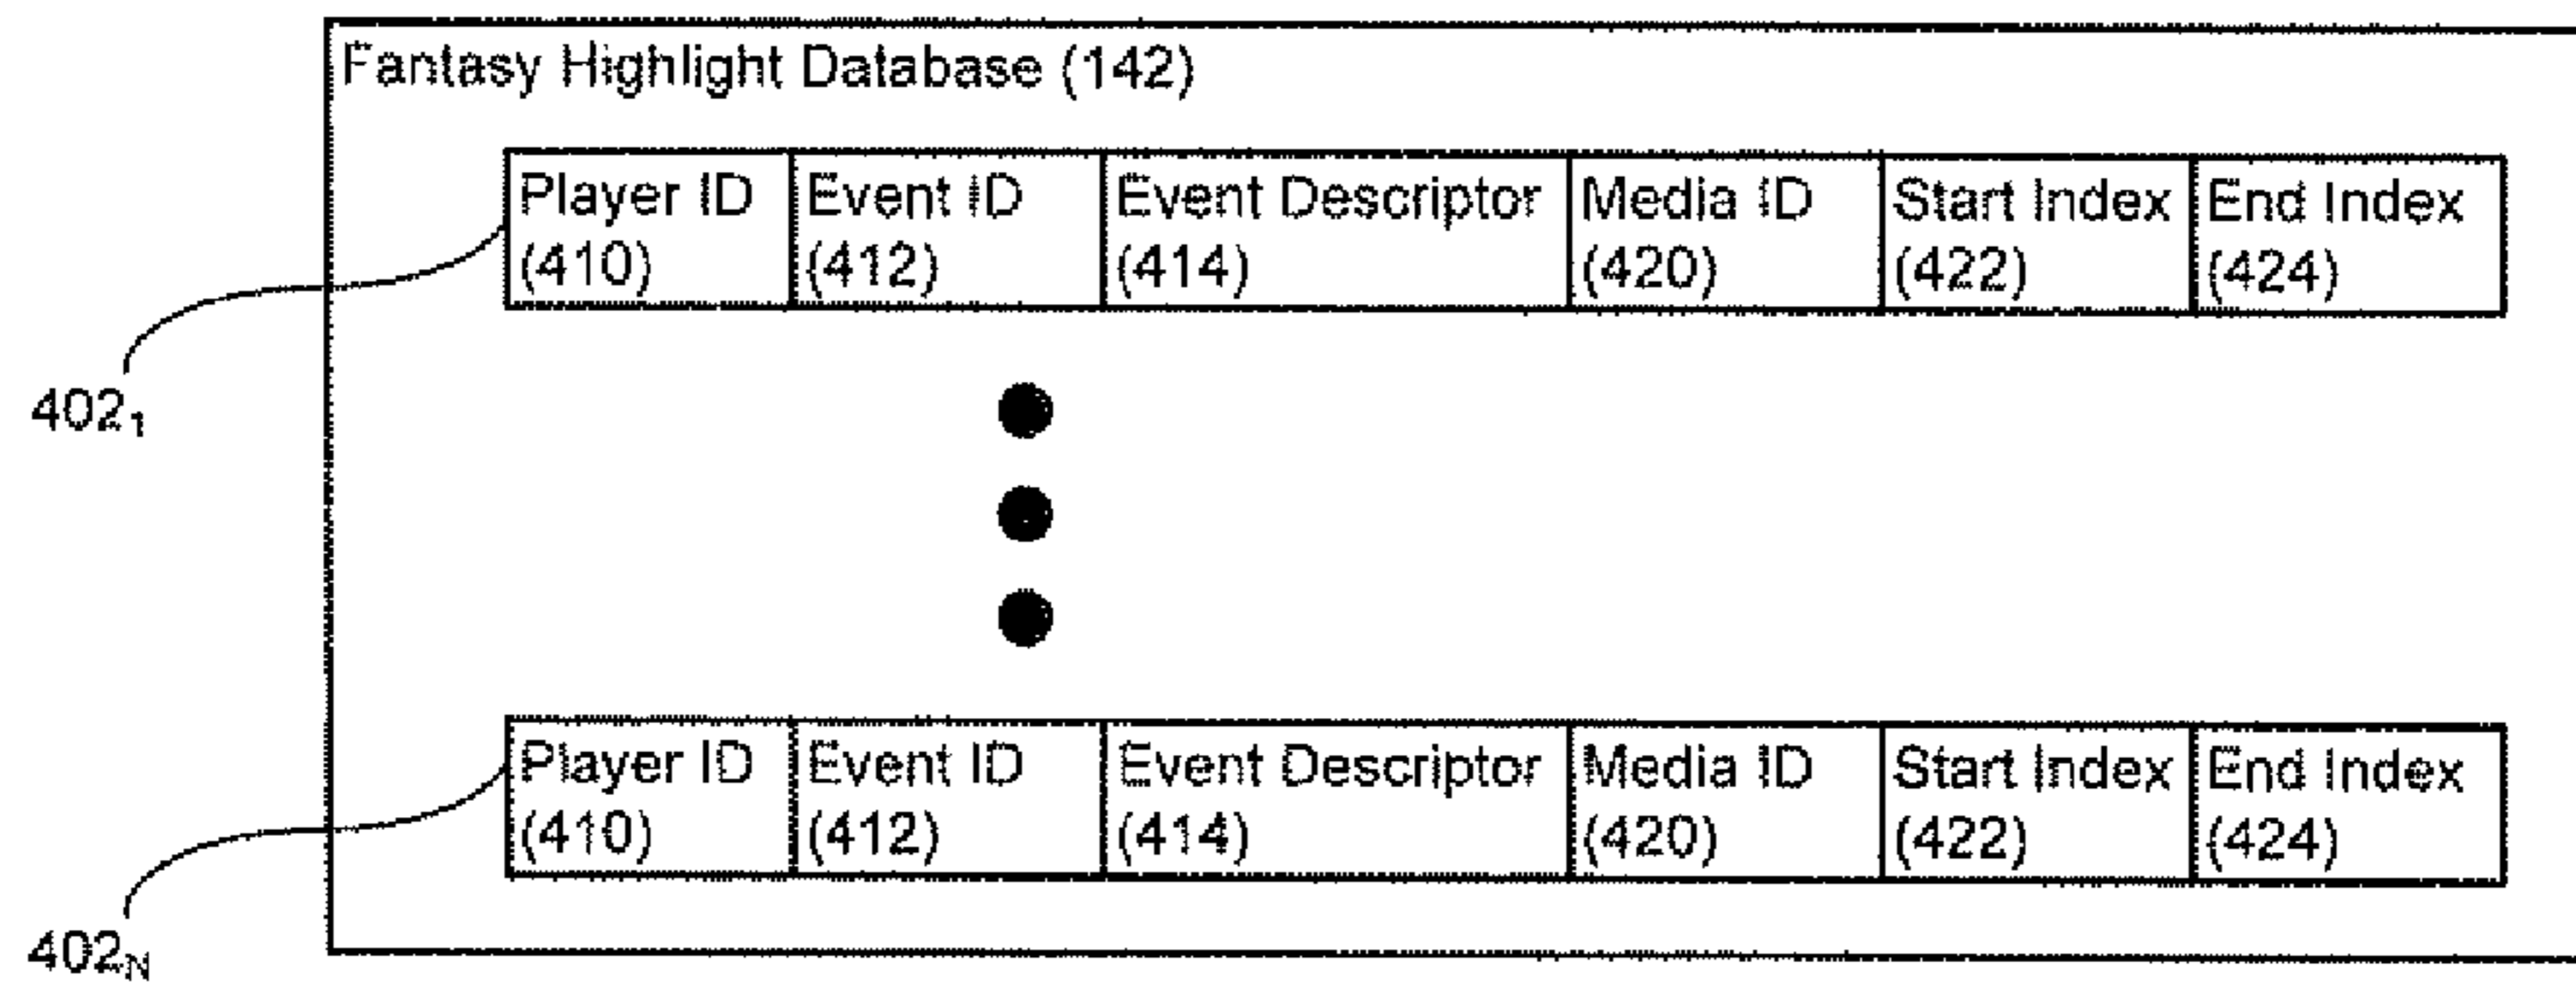 Fantasy Highlight Database (142)
Player ID Event ID Event Descriptor Media ID Start Index End Index
(410) (412) (414) (420) (422) (424)
402₁
Player ID Event ID Event Descriptor Media ID Start Index End Index
(410) (412) (414) (420) (422) (424)
402ₙ